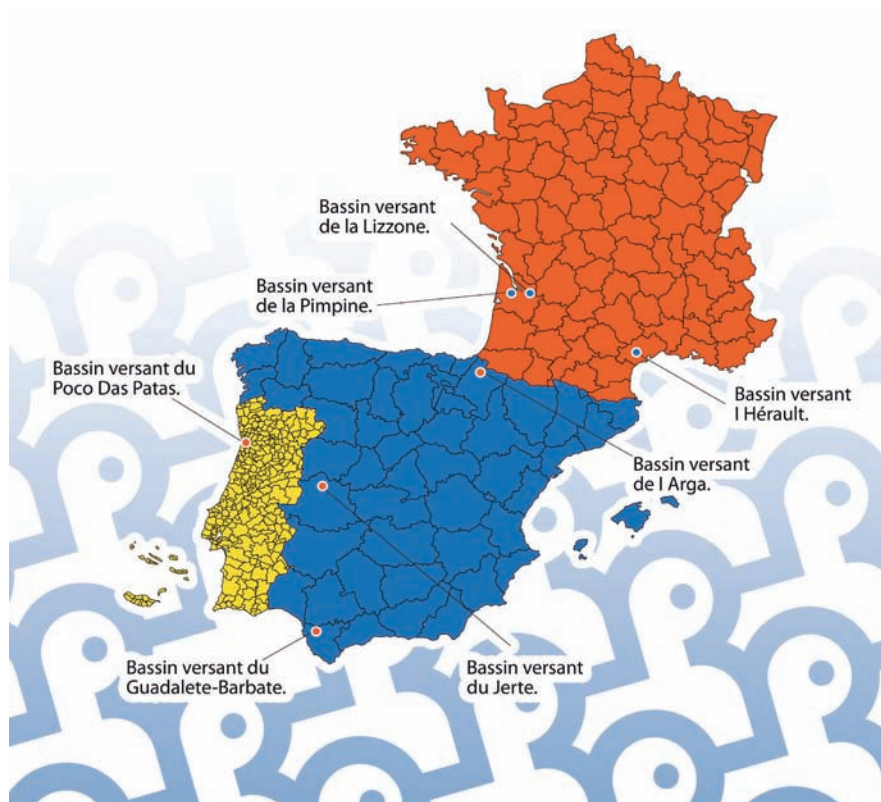 Bassin versant
de la Lizzone.
Bassin versant
de la Pimpine.
Bassin versant du
Poco Das Patas.
Bassin versant
l Hérault.
Bassin versant
de l Arga.
Bassin versant du
Guadalete-Barbate.
Bassin versant
du Jerte.